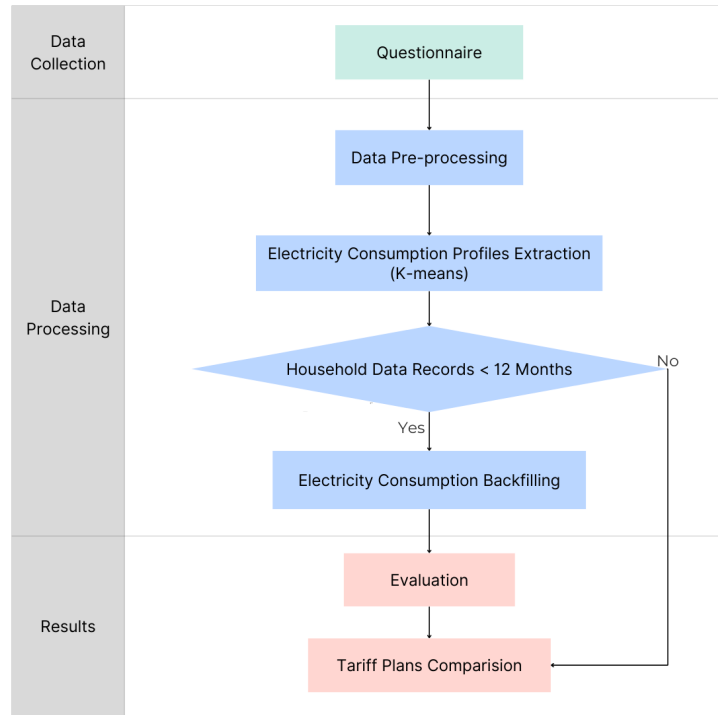 Data
Collection
Questionnaire
Data Pre-processing
Electricity Consumption Profiles Extraction
(K-means)
Data
Processing
Household Data Records < 12 Months
No
Yes
Electricity Consumption Backfilling
Evaluation
Results
Tariff Plans Comparision